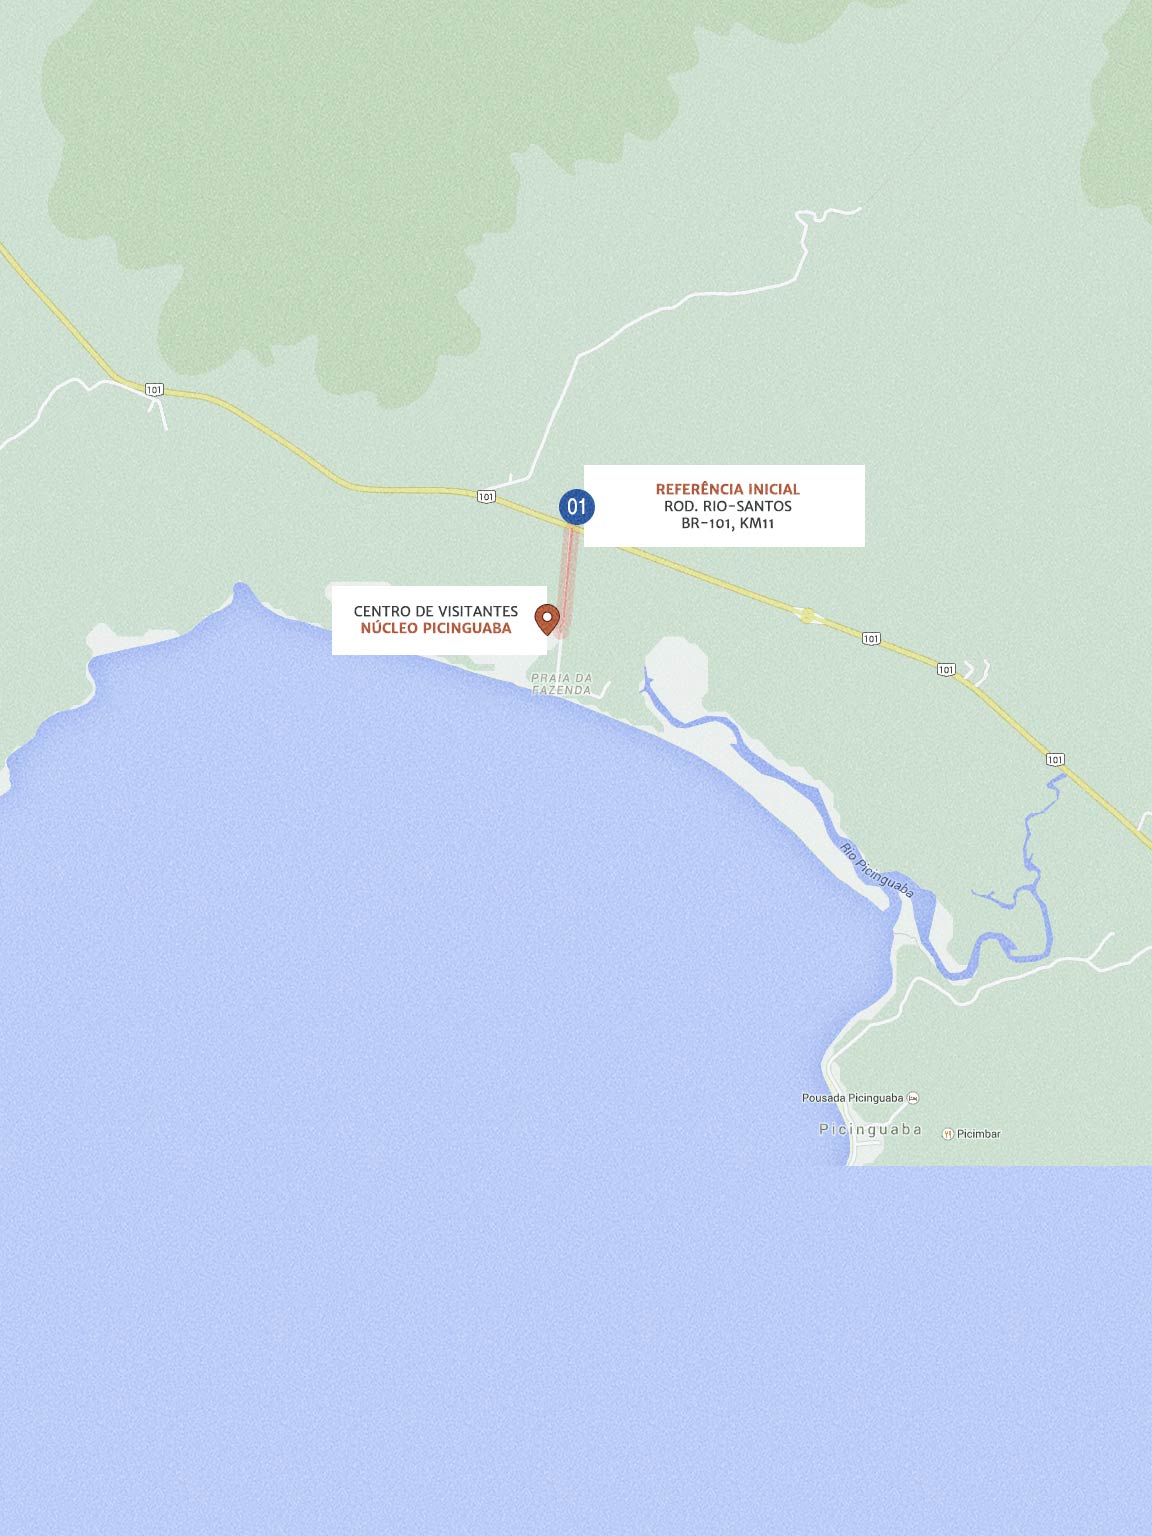 101
101
01
REFERÊNCIA INICIAL
ROD. RIO-SANTOS
BR-101, KM11
CENTRO DE VISITANTES
NÚCLEO PICINGUABA
101
101
PRAIA DA
FAZENDA
101
Rio Picinguaba
Pousada Picinguaba
Picinguaba
Picimbar